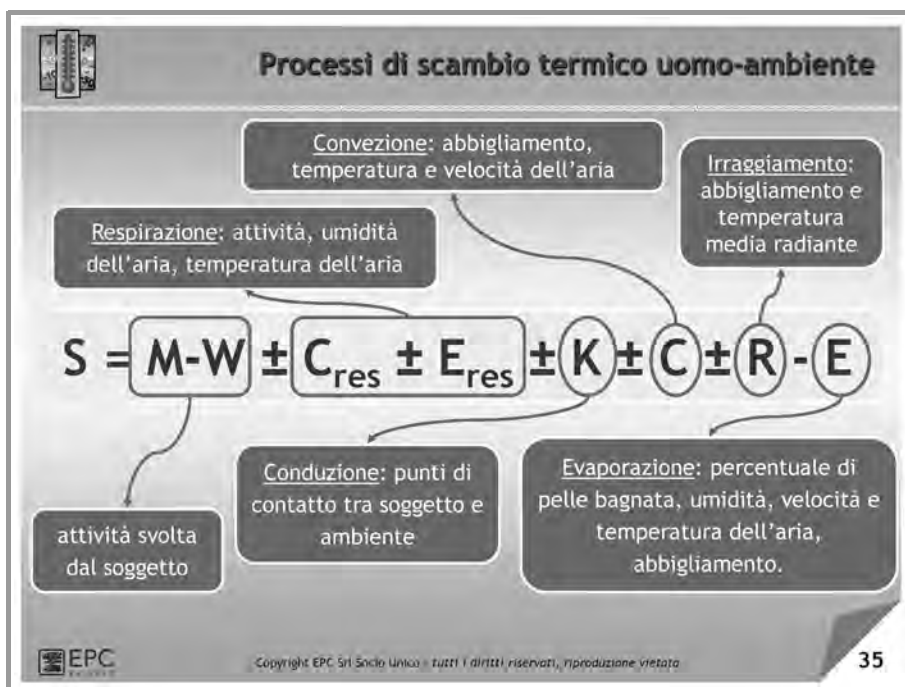 Processi di scambio termico uomo-ambiente
Convezione: abbigliamento,
temperatura e velocità dell'aria
Irraggiamento:
abbigliamento e
temperatura
media radiante
Respirazione: attività, umidità
dell'aria, temperatura dell'aria
S = M-W ± C_res ± E_res ± K ± C ± R - E
Conduzione: punti di
contatto tra soggetto e
ambiente
Evaporazione: percentuale di
pelle bagnata, umidità, velocità e
temperatura dell'aria,
abbigliamento.
attività svolta
dal soggetto
EPC
Copyright EPC Srl Socio Unico - tutti i diritti riservati, riproduzione vietata
35